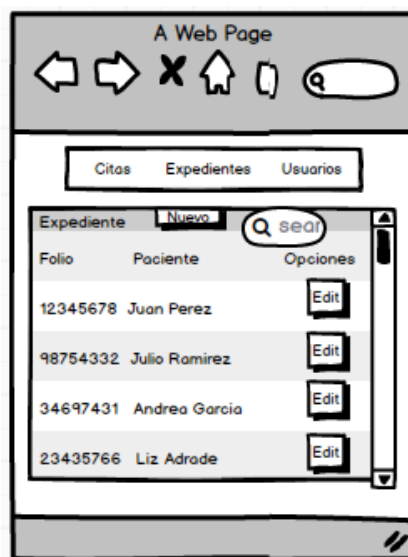 A Web Page
Citas Expedientes Usuarios
Expediente Nuevo sear
Folio Paciente Opciones
12345678 Juan Perez Edit
98754332 Julio Ramirez Edit
34697431 Andrea Garcia Edit
23435766 Liz Adrade Edit